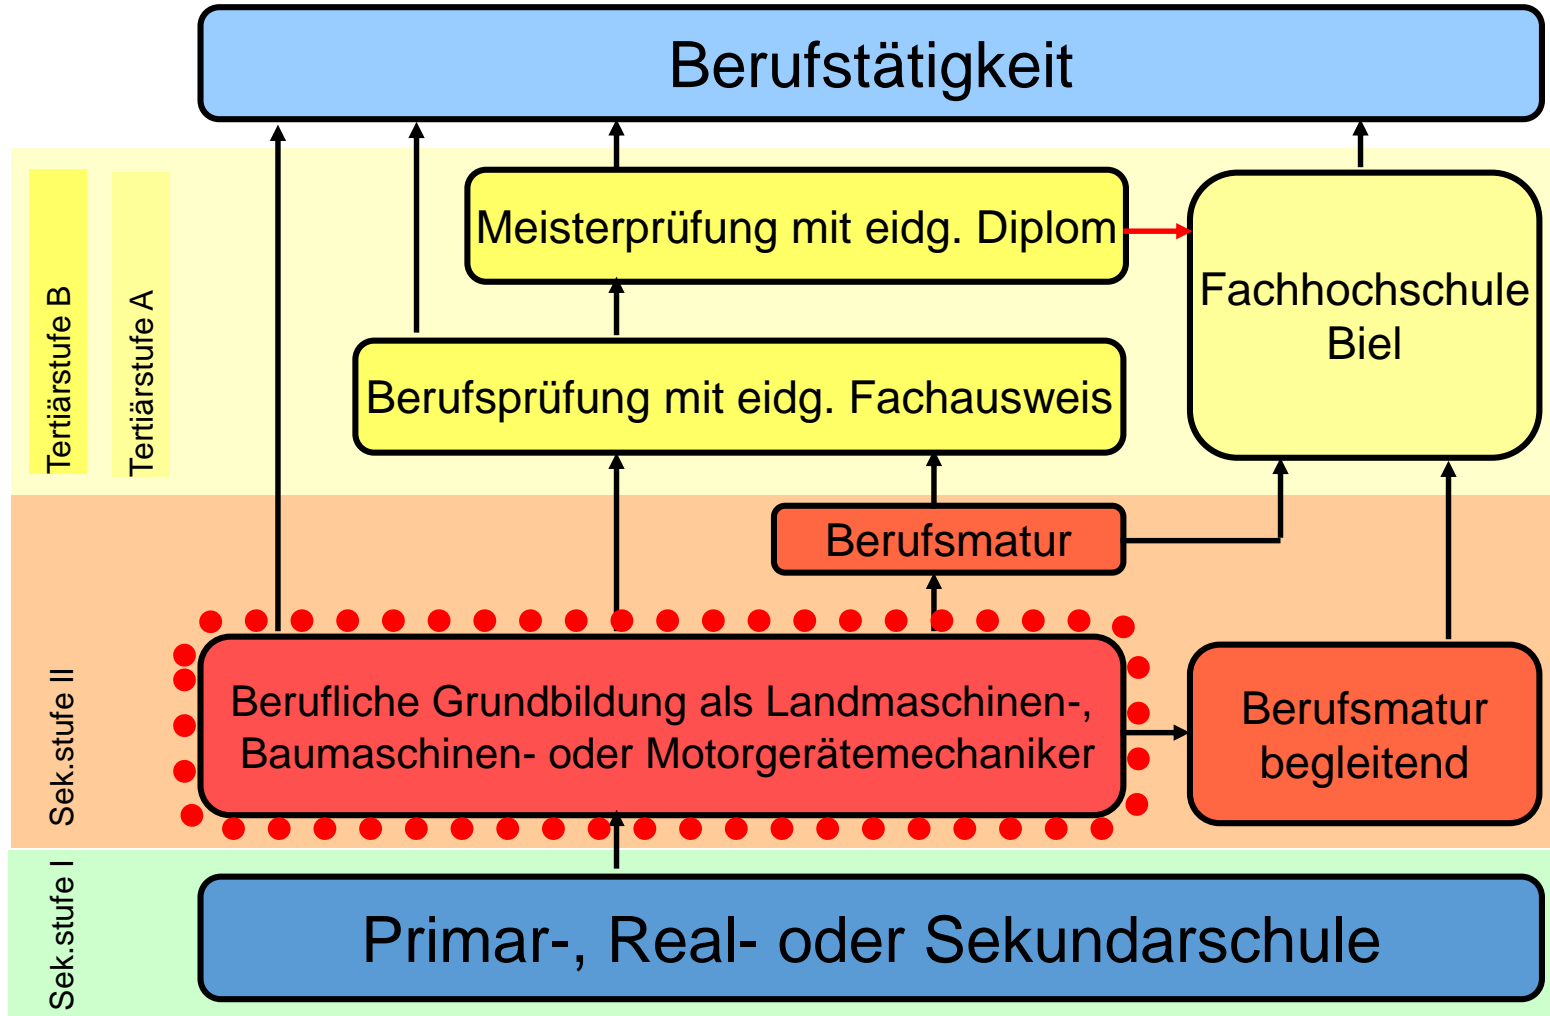 Berufstätigkeit
Tertiärstufe B
Tertiärstufe A
Meisterprüfung mit eidg. Diplom
Fachhochschule
Biel
Berufsprüfung mit eidg. Fachausweis
Berufsmatur
Sek.stufe II
Berufliche Grundbildung als Landmaschinen-,
Baumaschinen- oder Motorgerätemechaniker
Berufsmatur
begleitend
Sek.stufe I
Primar-, Real- oder Sekundarschule